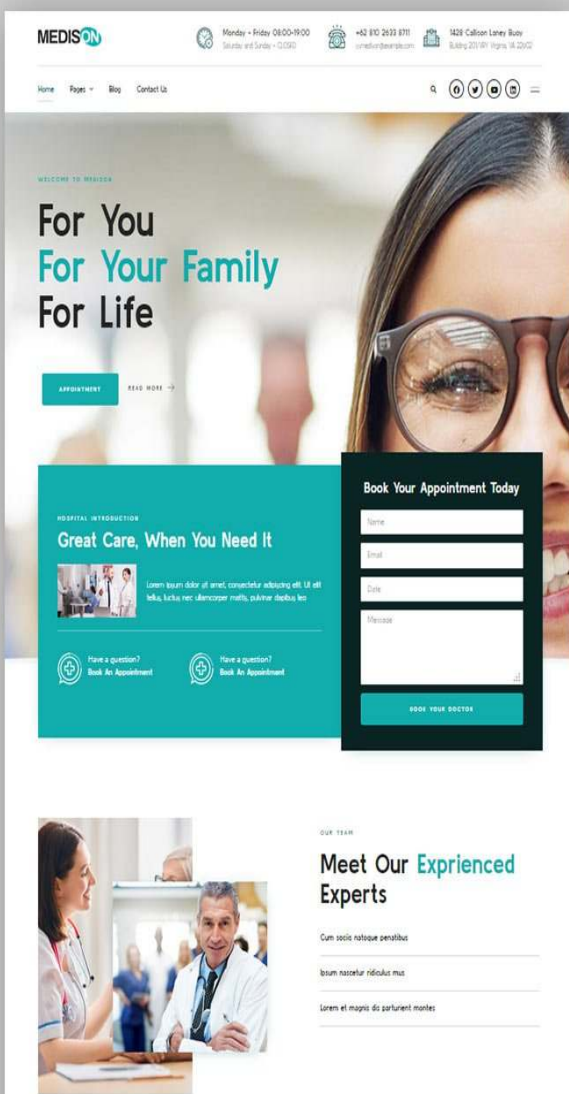 MEDISON
Monday - Friday 08:00-19:00
Saturday and Sunday - CLOSED
+62 810 2633 8711
1428 Callison Laney Buoy
Home
Pages
Blog
Contact Us
WELCOME TO MEDISON
For You
For Your Family
For Life
APPOINTMENT
READ MORE
HOSPITAL INTRODUCTION
Great Care, When You Need It
Lorem ipsum dolor sit amet, consectetur adipiscing elit. Ut elit
tellus, luctus nec ullamcorper mattis, pulvinar dapibus leo
Have a question?
Book An Appointment
Have a question?
Book An Appointment
Book Your Appointment Today
Name
Email
Date
Message
BOOK YOUR DOCTOR
OUR TEAM
Meet Our Exprienced
Experts
Cum socia natoque penatibus
Ipsum nascetur ridiculus mus
Lorem et magnis dis parturient montes